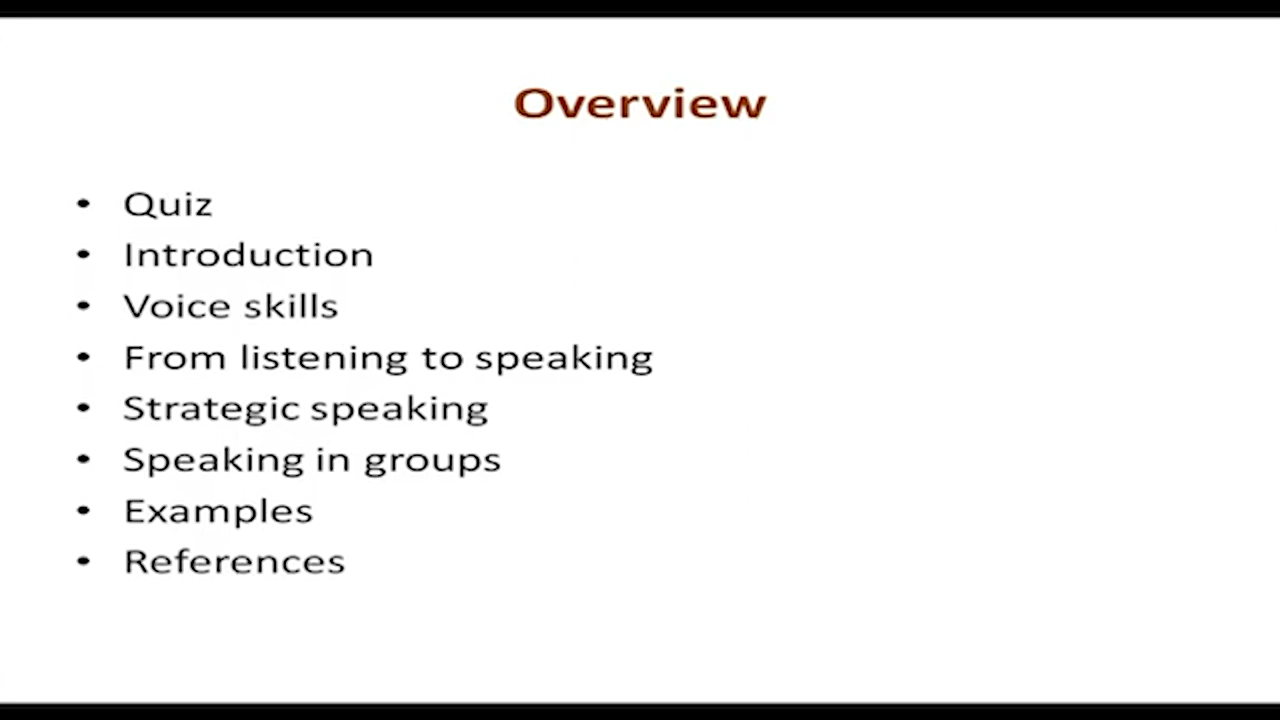 Overview
• Quiz
• Introduction
• Voice skills
• From listening to speaking
• Strategic speaking
• Speaking in groups
• Examples
• References